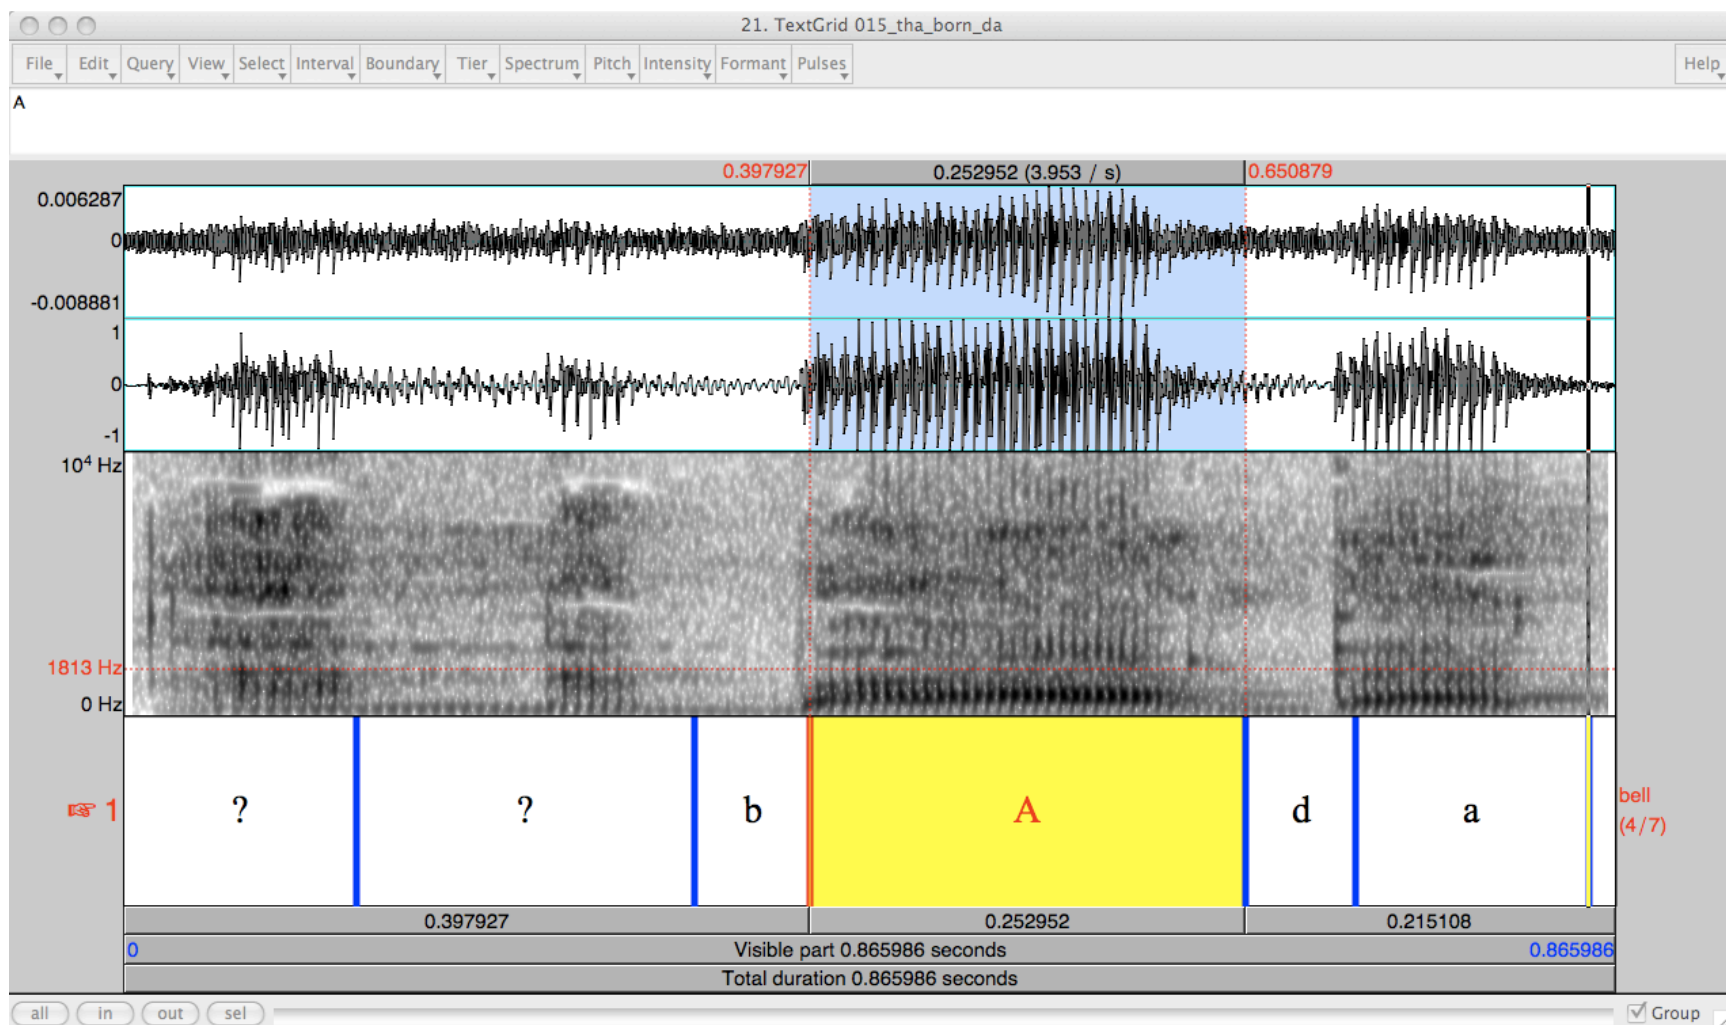 21. TextGrid 015_tha_born_da
File Edit Query View Select Interval Boundary Tier Spectrum Pitch Intensity Formant Pulses Help
A
0.397927 0.252952 (3.953 / s) 0.650879
0.006287
0
-0.008881
1
0
-1
10⁴ Hz
1813 Hz
0 Hz
☞ 1 ? ? b A d a
bell
(4/7)
0.397927 0.252952 0.215108
0 Visible part 0.865986 seconds 0.865986
Total duration 0.865986 seconds
all in out sel Group